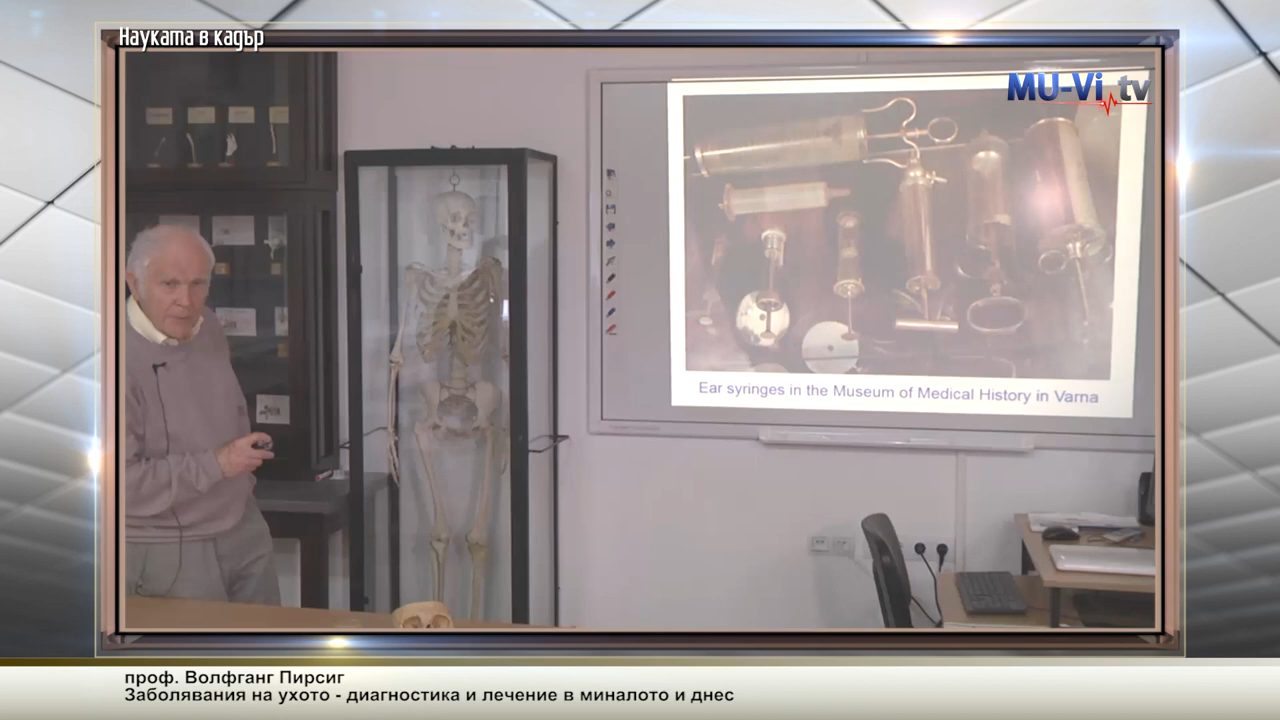 Науката в кадър
MU-Vi tv
Ear syringes in the Museum of Medical History in Varna
проф. Волфганг Пирсиг
Заболявания на ухото - диагностика и лечение в миналото и днес